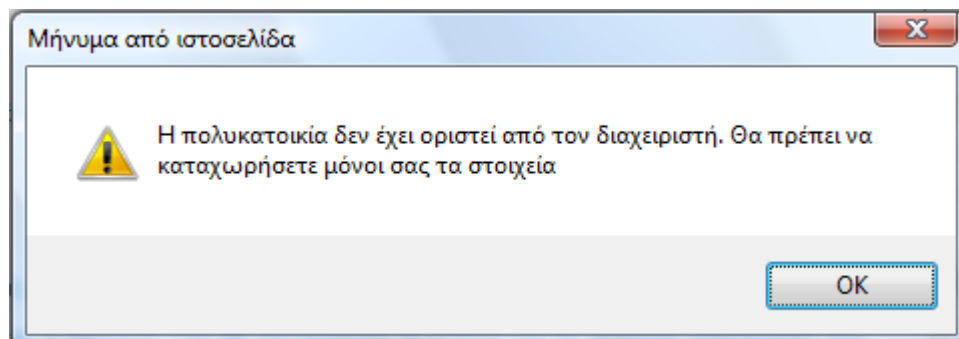 Μήνυμα από ιστοσελίδα
Η πολυκατοικία δεν έχει οριστεί από τον διαχειριστή. Θα πρέπει να
καταχωρήσετε μόνοι σας τα στοιχεία
OK